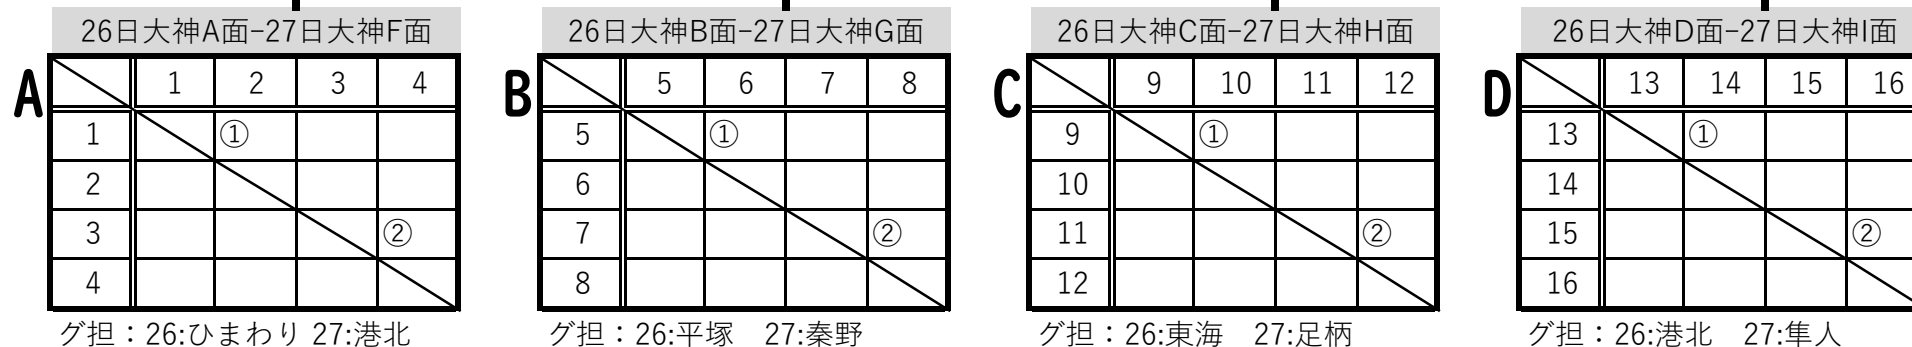 26日大神A面−27日大神F面
A
1 2 3 4
1 ①
2
3 ②
4
グ担：26:ひまわり 27:港北
26日大神B面−27日大神G面
B
5 6 7 8
5 ①
6
7 ②
8
グ担：26:平塚　27:秦野
26日大神C面−27日大神H面
C
9 10 11 12
9 ①
10
11 ②
12
グ担：26:東海　27:足柄
26日大神D面−27日大神I面
D
13 14 15 16
13 ①
14
15 ②
16
グ担：26:港北　27:隼人